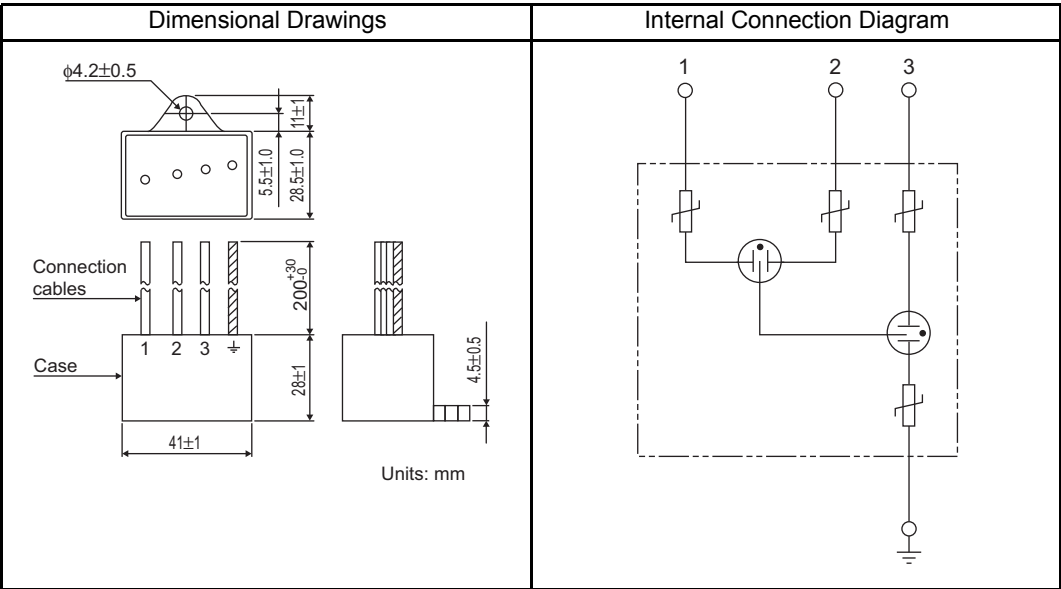 Dimensional Drawings
Internal Connection Diagram
ϕ4.2±0.5
11±1
5.5±1.0
28.5±1.0
Connection
cables
200+30-0
1 2 3
Case
28±1
4.5±0.5
41±1
Units: mm
1 2 3